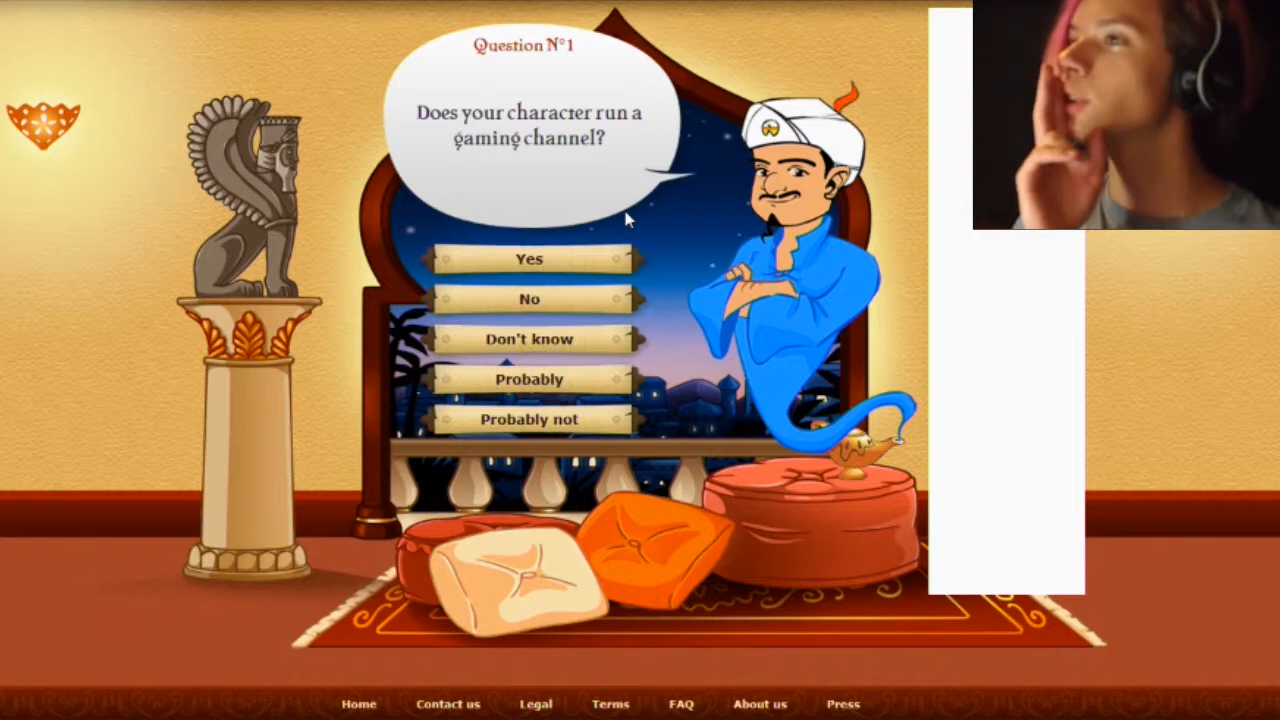 Question N°1
Does your character run a
gaming channel?
Yes
No
Don't know
Probably
Probably not
Home
Contact us
Legal
Terms
FAQ
About us
Press